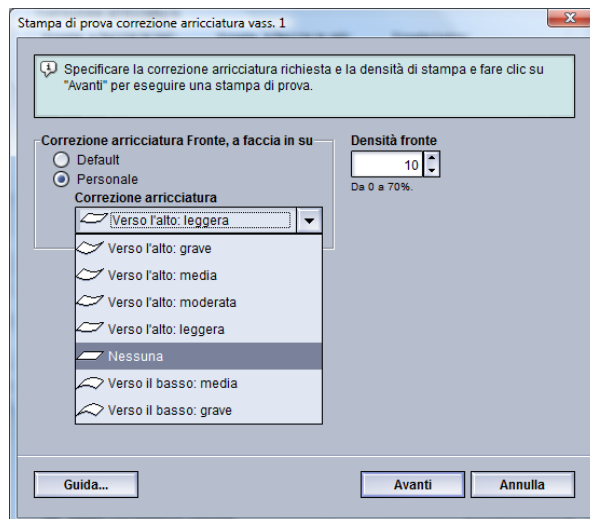 Stampa di prova correzione arricciatura vass. 1
Specificare la correzione arricciatura richiesta e la densità di stampa e fare clic su
"Avanti" per eseguire una stampa di prova.
Correzione arricciatura Fronte, a faccia in su
Default
Personale
Correzione arricciatura
Verso l'alto: leggera
Verso l'alto: grave
Verso l'alto: media
Verso l'alto: moderata
Verso l'alto: leggera
Nessuna
Verso il basso: media
Verso il basso: grave
Densità fronte
10
Da 0 a 70%.
Guida...
Avanti
Annulla